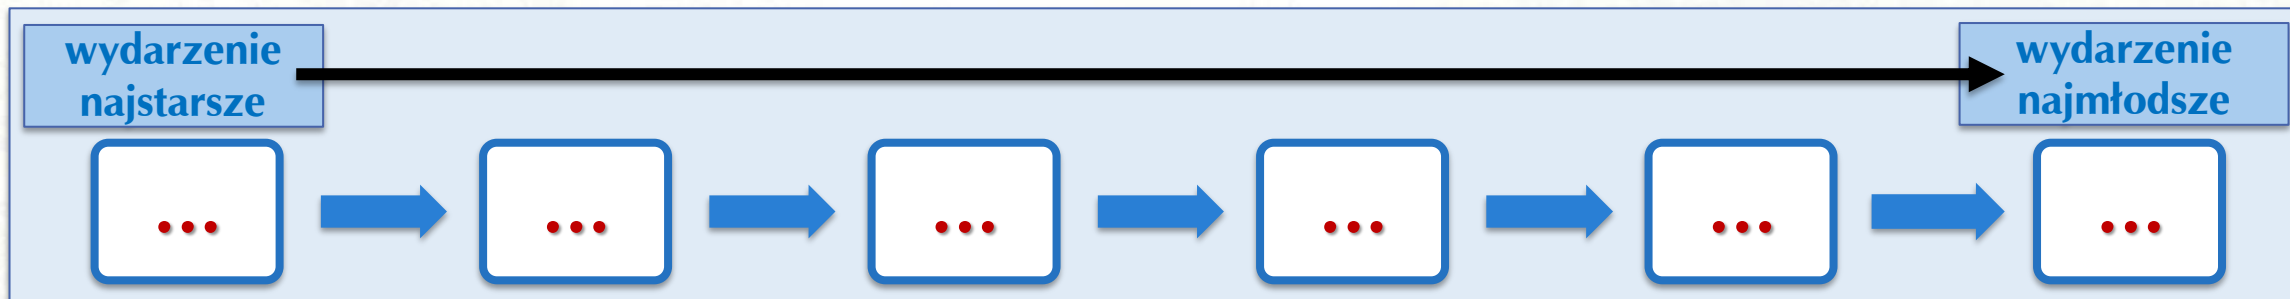 wydarzenie
najstarsze
wydarzenie
najmłodsze
... ... ... ... ... ...